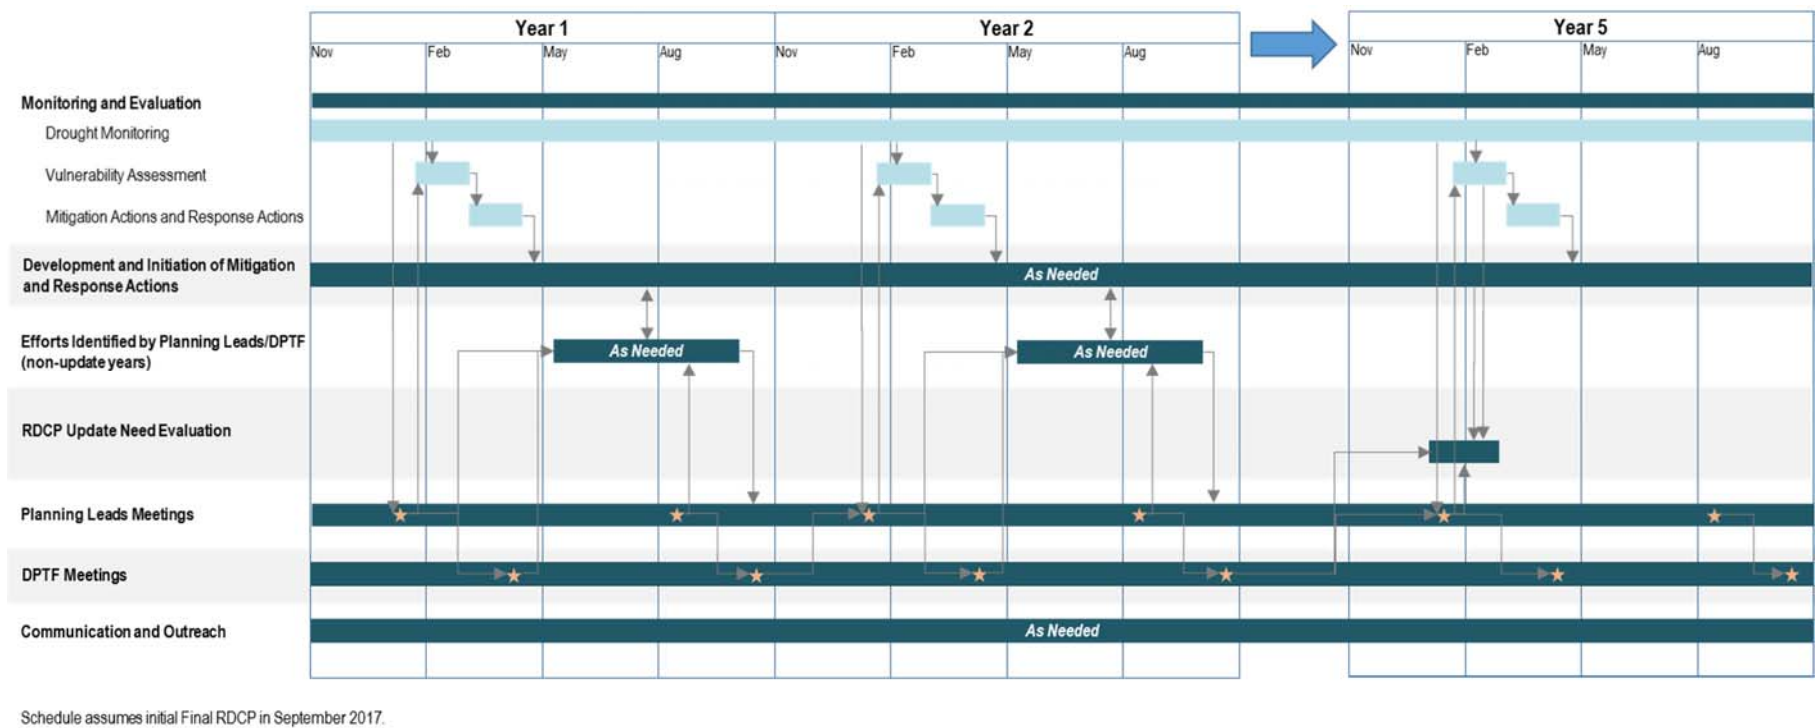 Year 1 Year 2 Year 5
Nov Feb May Aug Nov Feb May Aug Nov Feb May Aug
Monitoring and Evaluation
Drought Monitoring
Vulnerability Assessment
Mitigation Actions and Response Actions
Development and Initiation of Mitigation
and Response Actions
As Needed
Efforts Identified by Planning Leads/DPTF
(non-update years)
As Needed As Needed
RDCP Update Need Evaluation
Planning Leads Meetings
DPTF Meetings
Communication and Outreach
As Needed
Schedule assumes initial Final RDCP in September 2017.